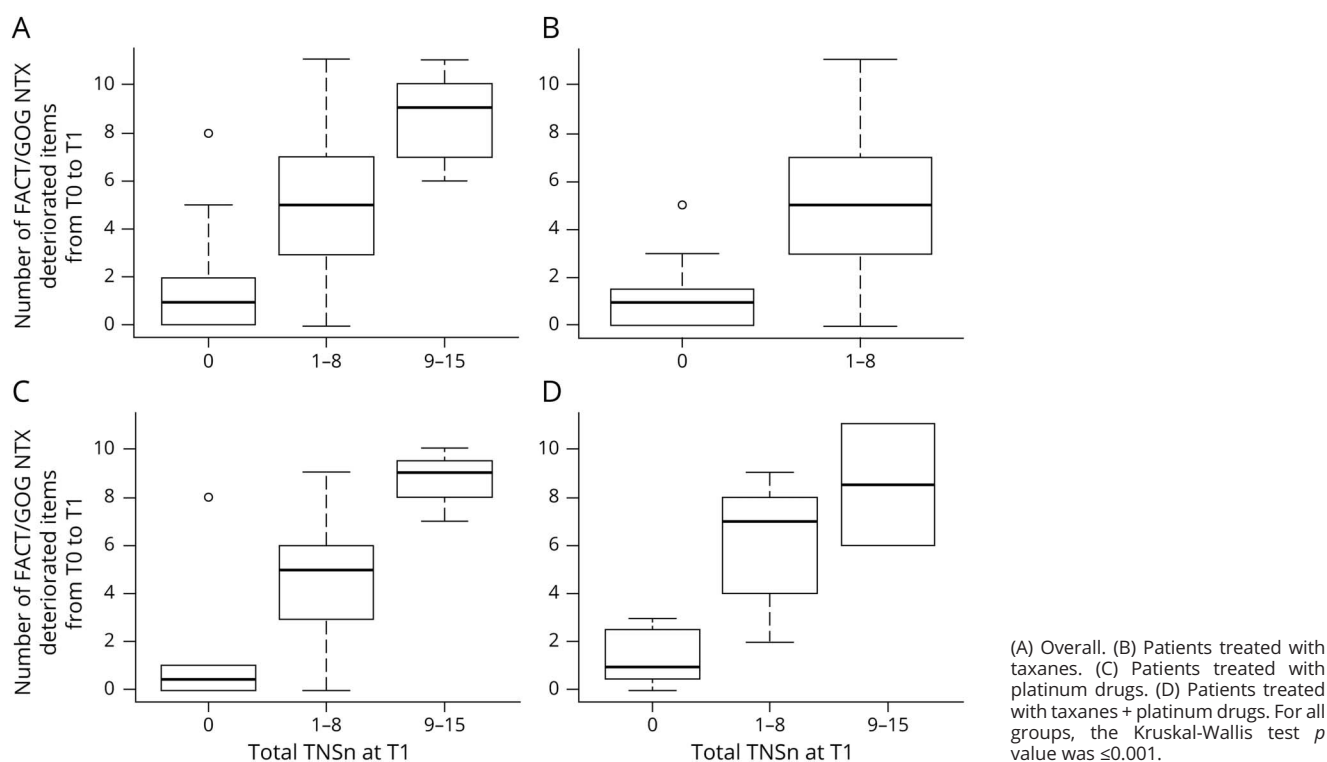 A
Number of FACT/GOG NTX
deteriorated items
from T0 to T1
10
8
6
4
2
0
0
1–8
9–15
B
10
8
6
4
2
0
0
1–8
C
Number of FACT/GOG NTX
deteriorated items
from T0 to T1
10
8
6
4
2
0
0
1–8
9–15
Total TNSn at T1
D
10
8
6
4
2
0
0
1–8
9–15
Total TNSn at T1
(A) Overall. (B) Patients treated with
taxanes. (C) Patients treated with
platinum drugs. (D) Patients treated
with taxanes + platinum drugs. For all
groups, the Kruskal-Wallis test p
value was ≤0.001.